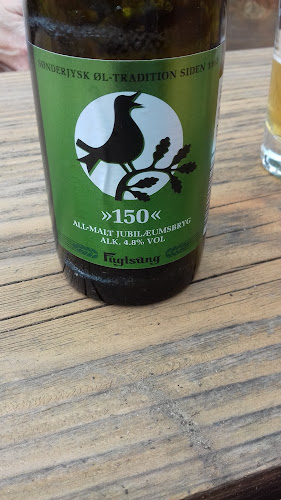 SØNDERJYSK ØL-TRADITION SIDEN
»150«
ALL-MALT JUBILÆUMSBRYG
ALK. 4.8% VOL
Fuglsang